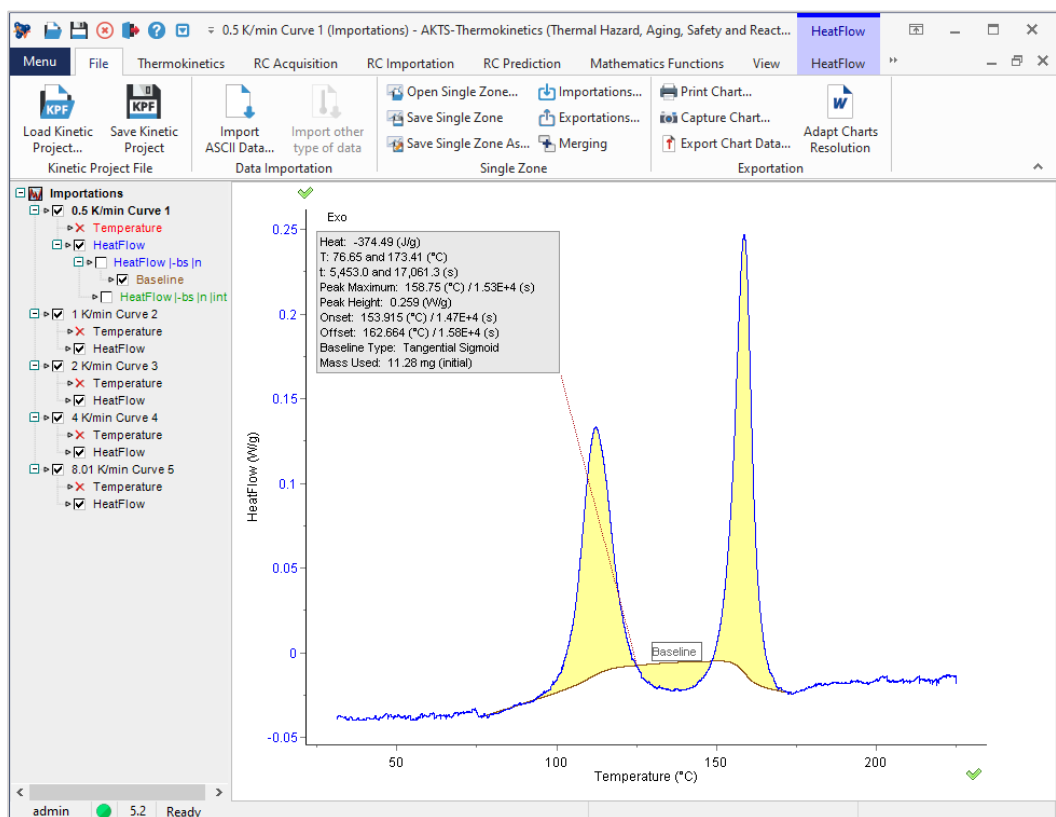 0.5 K/min Curve 1 (Importations) - AKTS-Thermokinetics (Thermal Hazard, Aging, Safety and React...
HeatFlow
Menu
File
Thermokinetics
RC Acquisition
RC Importation
RC Prediction
Mathematics Functions
View
HeatFlow
KPF
Load Kinetic Project...
KPF
Save Kinetic Project
Kinetic Project File
Import ASCII Data...
Import other type of data
Data Importation
Open Single Zone...
Save Single Zone
Save Single Zone As...
Importations...
Exportations...
Merging
Single Zone
Print Chart...
Capture Chart...
Export Chart Data...
W
Adapt Charts Resolution
Exportation
Importations
0.5 K/min Curve 1
Temperature
HeatFlow
HeatFlow |-bs |n
Baseline
HeatFlow |-bs |n |int
1 K/min Curve 2
Temperature
HeatFlow
2 K/min Curve 3
Temperature
HeatFlow
4 K/min Curve 4
Temperature
HeatFlow
8.01 K/min Curve 5
Temperature
HeatFlow
Exo
Heat: -374.49 (J/g)
T: 76.65 and 173.41 (°C)
t: 5,453.0 and 17,061.3 (s)
Peak Maximum: 158.75 (°C) / 1.53E+4 (s)
Peak Height: 0.259 (W/g)
Onset: 153.915 (°C) / 1.47E+4 (s)
Offset: 162.664 (°C) / 1.58E+4 (s)
Baseline Type: Tangential Sigmoid
Mass Used: 11.28 mg (initial)
0.25
0.2
0.15
0.1
0.05
0
-0.05
HeatFlow (W/g)
Baseline
50
100
150
200
Temperature (°C)
admin
5.2
Ready